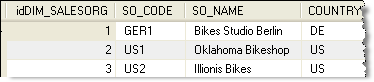 idDIM_SALESORG SO_CODE SO_NAME COUNTRY
1 GER1 Bikes Studio Berlin DE
2 US1 Oklahoma Bikeshop US
3 US2 Illionis Bikes US